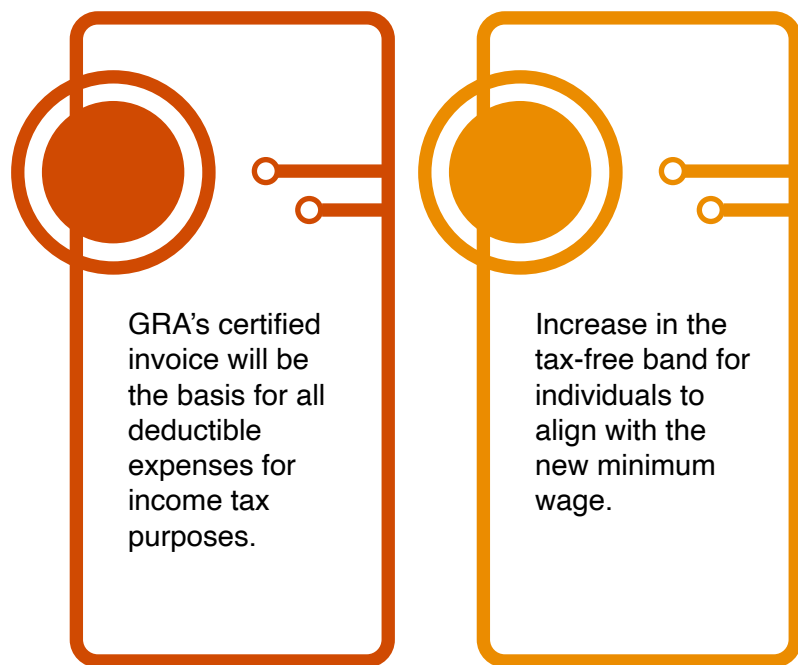 GRA’s certified
invoice will be
the basis for all
deductible
expenses for
income tax
purposes.
Increase in the
tax-free band for
individuals to
align with the
new minimum
wage.